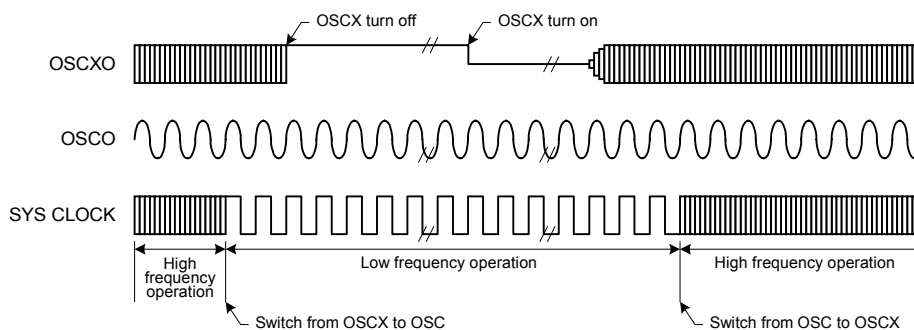 OSCX turn off
OSCX turn on
OSCXO
OSCO
SYS CLOCK
High
frequency
operation
Low frequency operation
High frequency operation
Switch from OSCX to OSC
Switch from OSC to OSCX